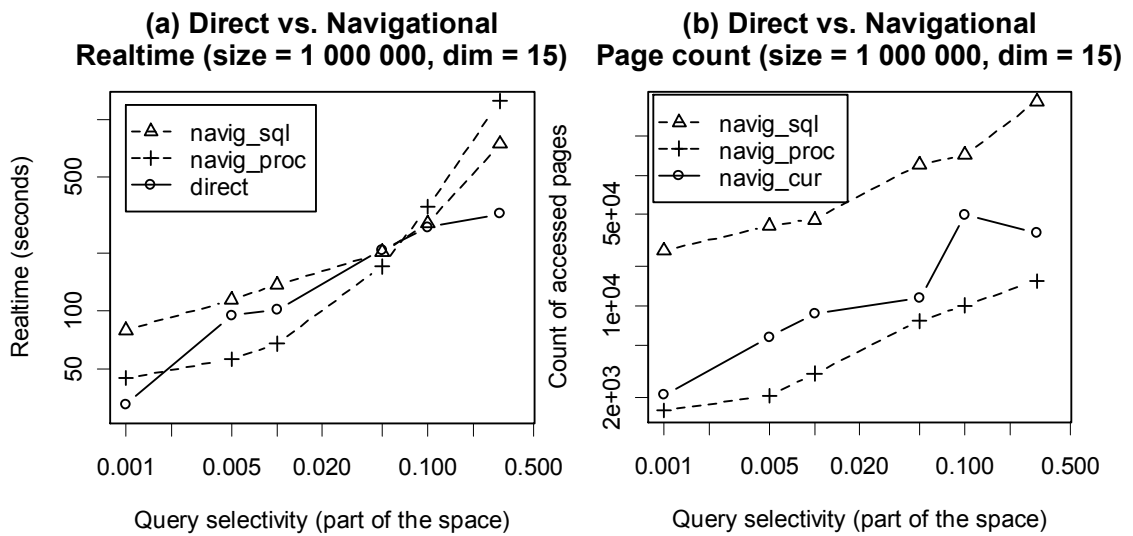 (a) Direct vs. Navigational
Realtime (size = 1 000 000, dim = 15)
navig_sql
navig_proc
direct
Realtime (seconds)
500
100
50
0.001
0.005
0.020
0.100
0.500
Query selectivity (part of the space)
(b) Direct vs. Navigational
Page count (size = 1 000 000, dim = 15)
navig_sql
navig_proc
navig_cur
Count of accessed pages
5e+04
1e+04
2e+03
0.001
0.005
0.020
0.100
0.500
Query selectivity (part of the space)